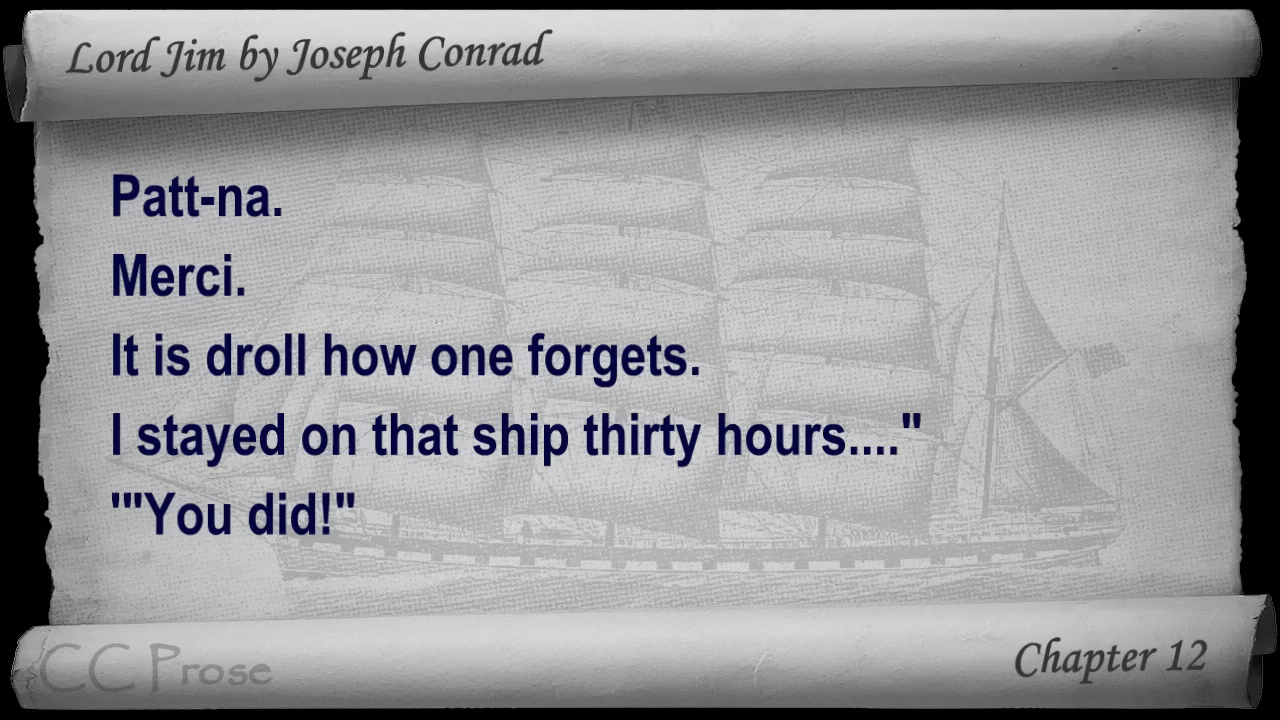 Lord Jim by Joseph Conrad
Patt-na.
Merci.
It is droll how one forgets.
I stayed on that ship thirty hours...."
'"You did!"
CC Prose
Chapter 12